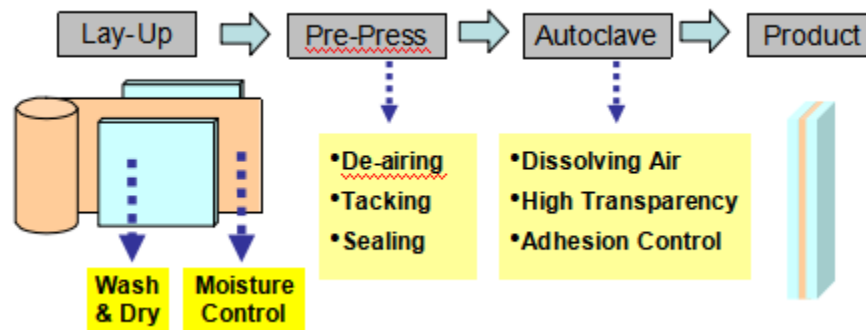 Lay-Up
Pre-Press
Autoclave
Product
•De-airing
•Tacking
•Sealing
•Dissolving Air
•High Transparency
•Adhesion Control
Wash
& Dry
Moisture
Control